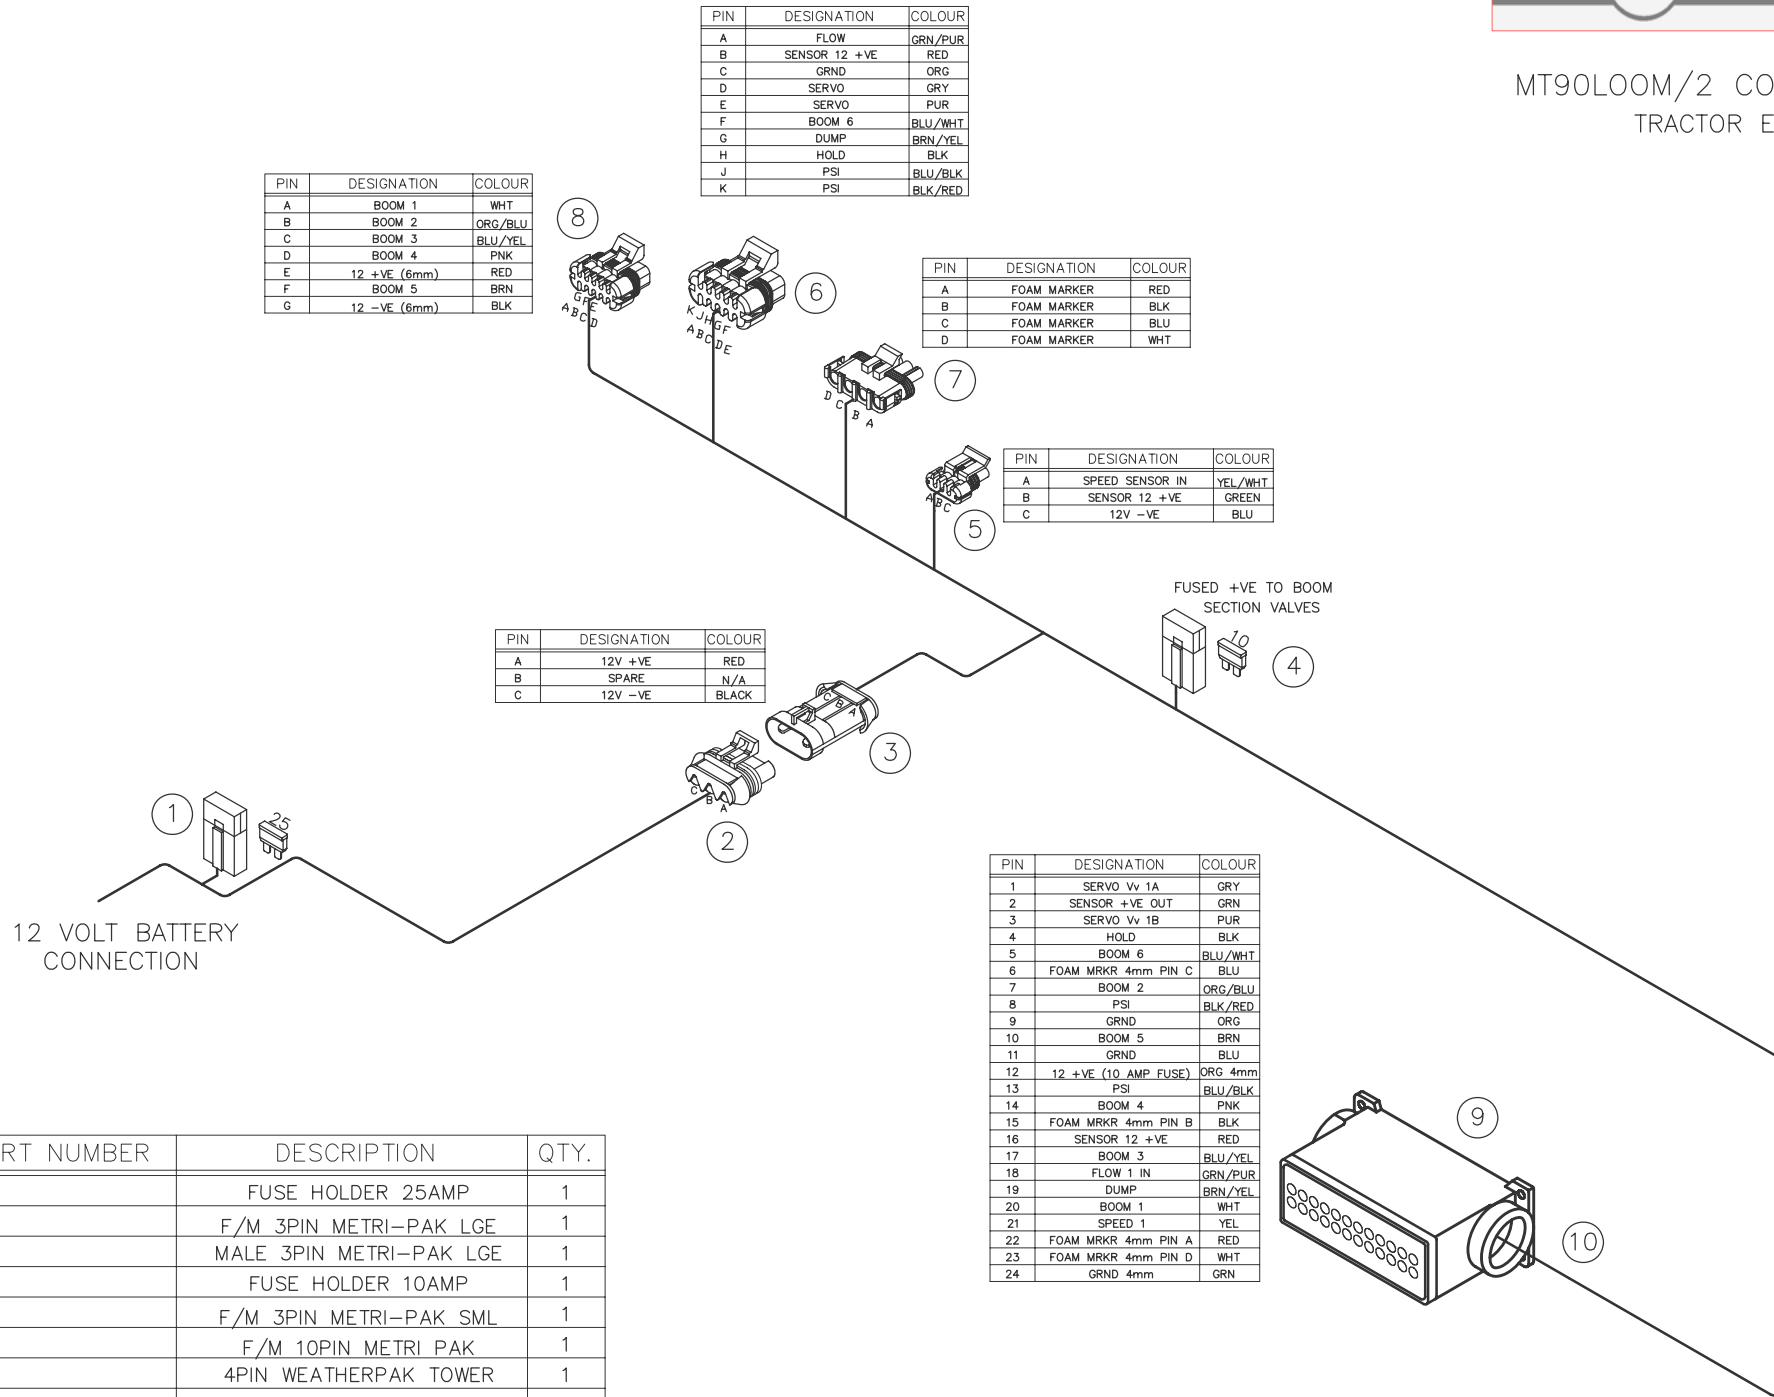 PIN DESIGNATION COLOUR
A FLOW GRN/PUR
B SENSOR 12 +VE RED
C GRND ORG
D SERVO GRY
E SERVO PUR
F BOOM 6 BLU/WHT
G DUMP BRN/YEL
H HOLD BLK
J PSI BLU/BLK
K PSI BLK/RED
MT90LOOM/2 CO
TRACTOR E
PIN DESIGNATION COLOUR
A BOOM 1 WHT
B BOOM 2 ORG/BLU
C BOOM 3 BLU/YEL
D BOOM 4 PNK
E 12 +VE (6mm) RED
F BOOM 5 BRN
G 12 -VE (6mm) BLK
8
GFE
ABCD
6
KJHGF
ABCDE
PIN DESIGNATION COLOUR
A FOAM MARKER RED
B FOAM MARKER BLK
C FOAM MARKER BLU
D FOAM MARKER WHT
7
D C B A
PIN DESIGNATION COLOUR
A SPEED SENSOR IN YEL/WHT
B SENSOR 12 +VE GREEN
C 12V -VE BLU
ABC
5
FUSED +VE TO BOOM
SECTION VALVES
10
4
PIN DESIGNATION COLOUR
A 12V +VE RED
B SPARE N/A
C 12V -VE BLACK
C B A
3
C B A
2
1
25
12 VOLT BATTERY
CONNECTION
PIN DESIGNATION COLOUR
1 SERVO Vv 1A GRY
2 SENSOR +VE OUT GRN
3 SERVO Vv 1B PUR
4 HOLD BLK
5 BOOM 6 BLU/WHT
6 FOAM MRKR 4mm PIN C BLU
7 BOOM 2 ORG/BLU
8 PSI BLK/RED
9 GRND ORG
10 BOOM 5 BRN
11 GRND BLU
12 12 +VE (10 AMP FUSE) ORG 4mm
13 PSI BLU/BLK
14 BOOM 4 PNK
15 FOAM MRKR 4mm PIN B BLK
16 SENSOR 12 +VE RED
17 BOOM 3 BLU/YEL
18 FLOW 1 IN GRN/PUR
19 DUMP BRN/YEL
20 BOOM 1 WHT
21 SPEED 1 YEL
22 FOAM MRKR 4mm PIN A RED
23 FOAM MRKR 4mm PIN D WHT
24 GRND 4mm GRN
9
10
RT NUMBER DESCRIPTION QTY.
FUSE HOLDER 25AMP 1
F/M 3PIN METRI-PAK LGE 1
MALE 3PIN METRI-PAK LGE 1
FUSE HOLDER 10AMP 1
F/M 3PIN METRI-PAK SML 1
F/M 10PIN METRI PAK 1
4PIN WEATHERPAK TOWER 1